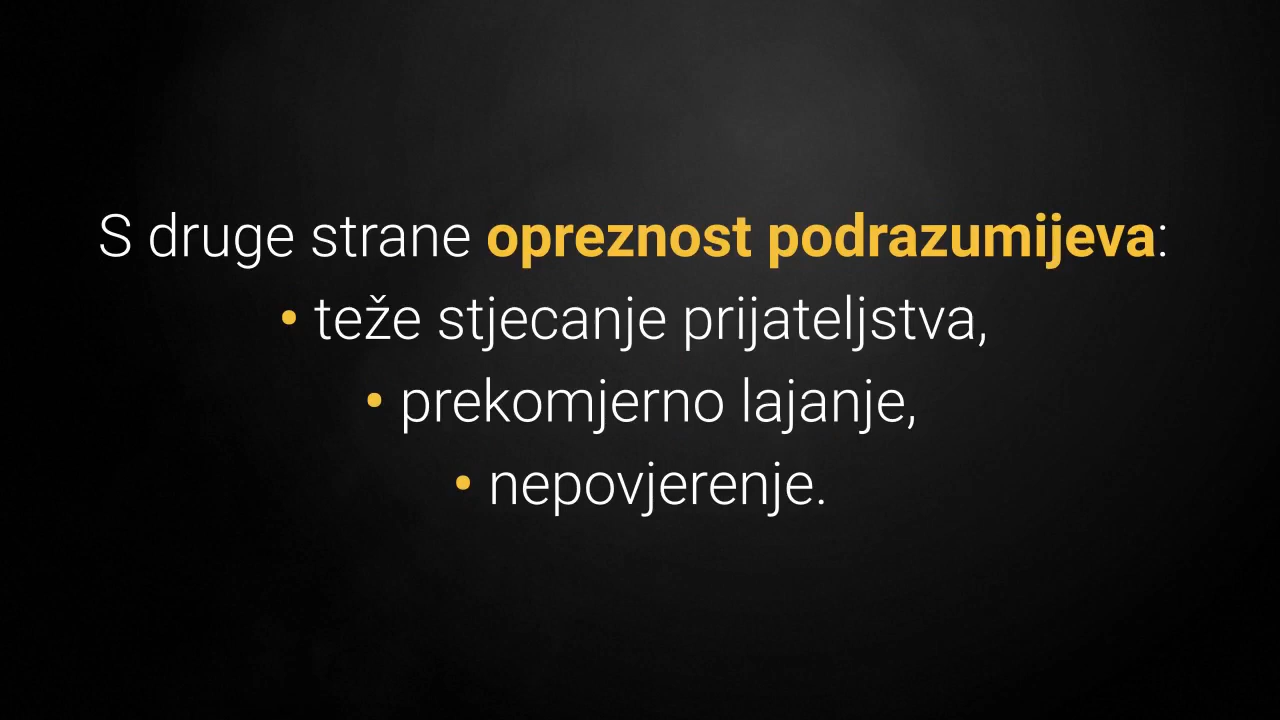 S druge strane opreznost podrazumijeva:
• teže stjecanje prijateljstva,
• prekomjerno lajanje,
• nepovjerenje.